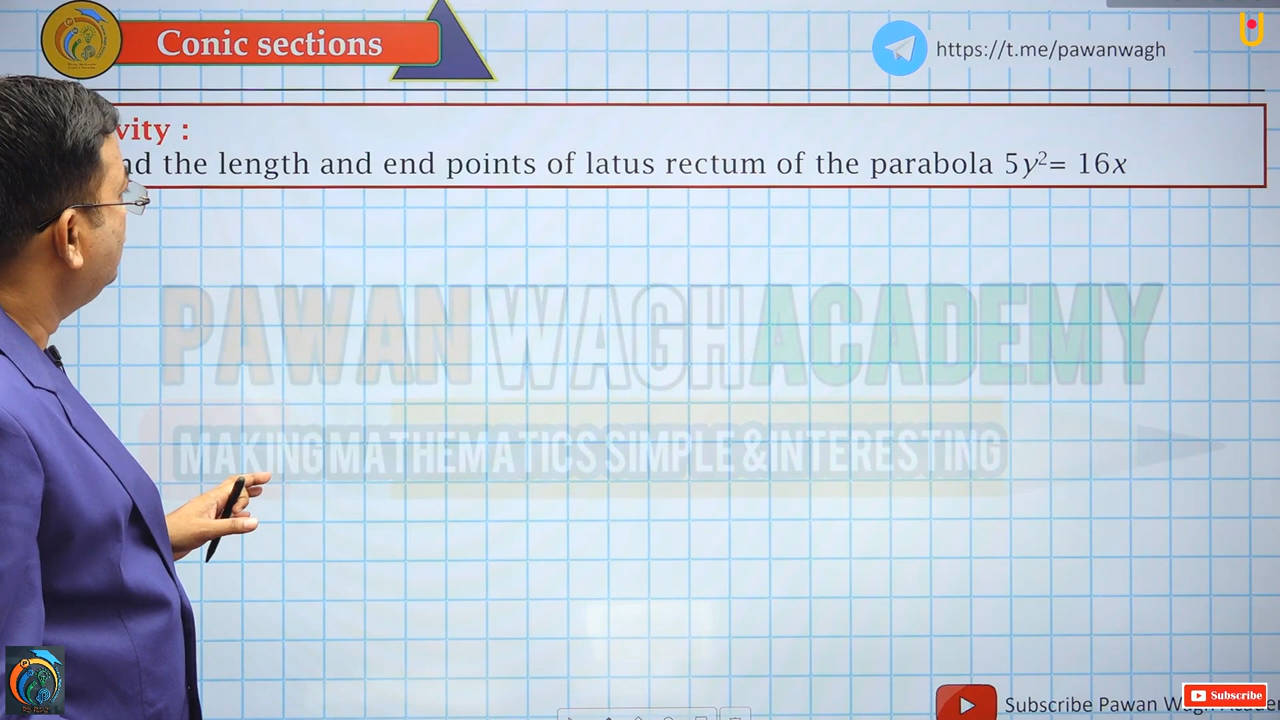 Conic sections
https://t.me/pawanwagh
vity :
nd the length and end points of latus rectum of the parabola 5y²= 16x
PAWAN WAGH ACADEMY
MAKING MATHEMATICS SIMPLE & INTERESTING
Subscribe Pawan Wagh Acade
Subscribe